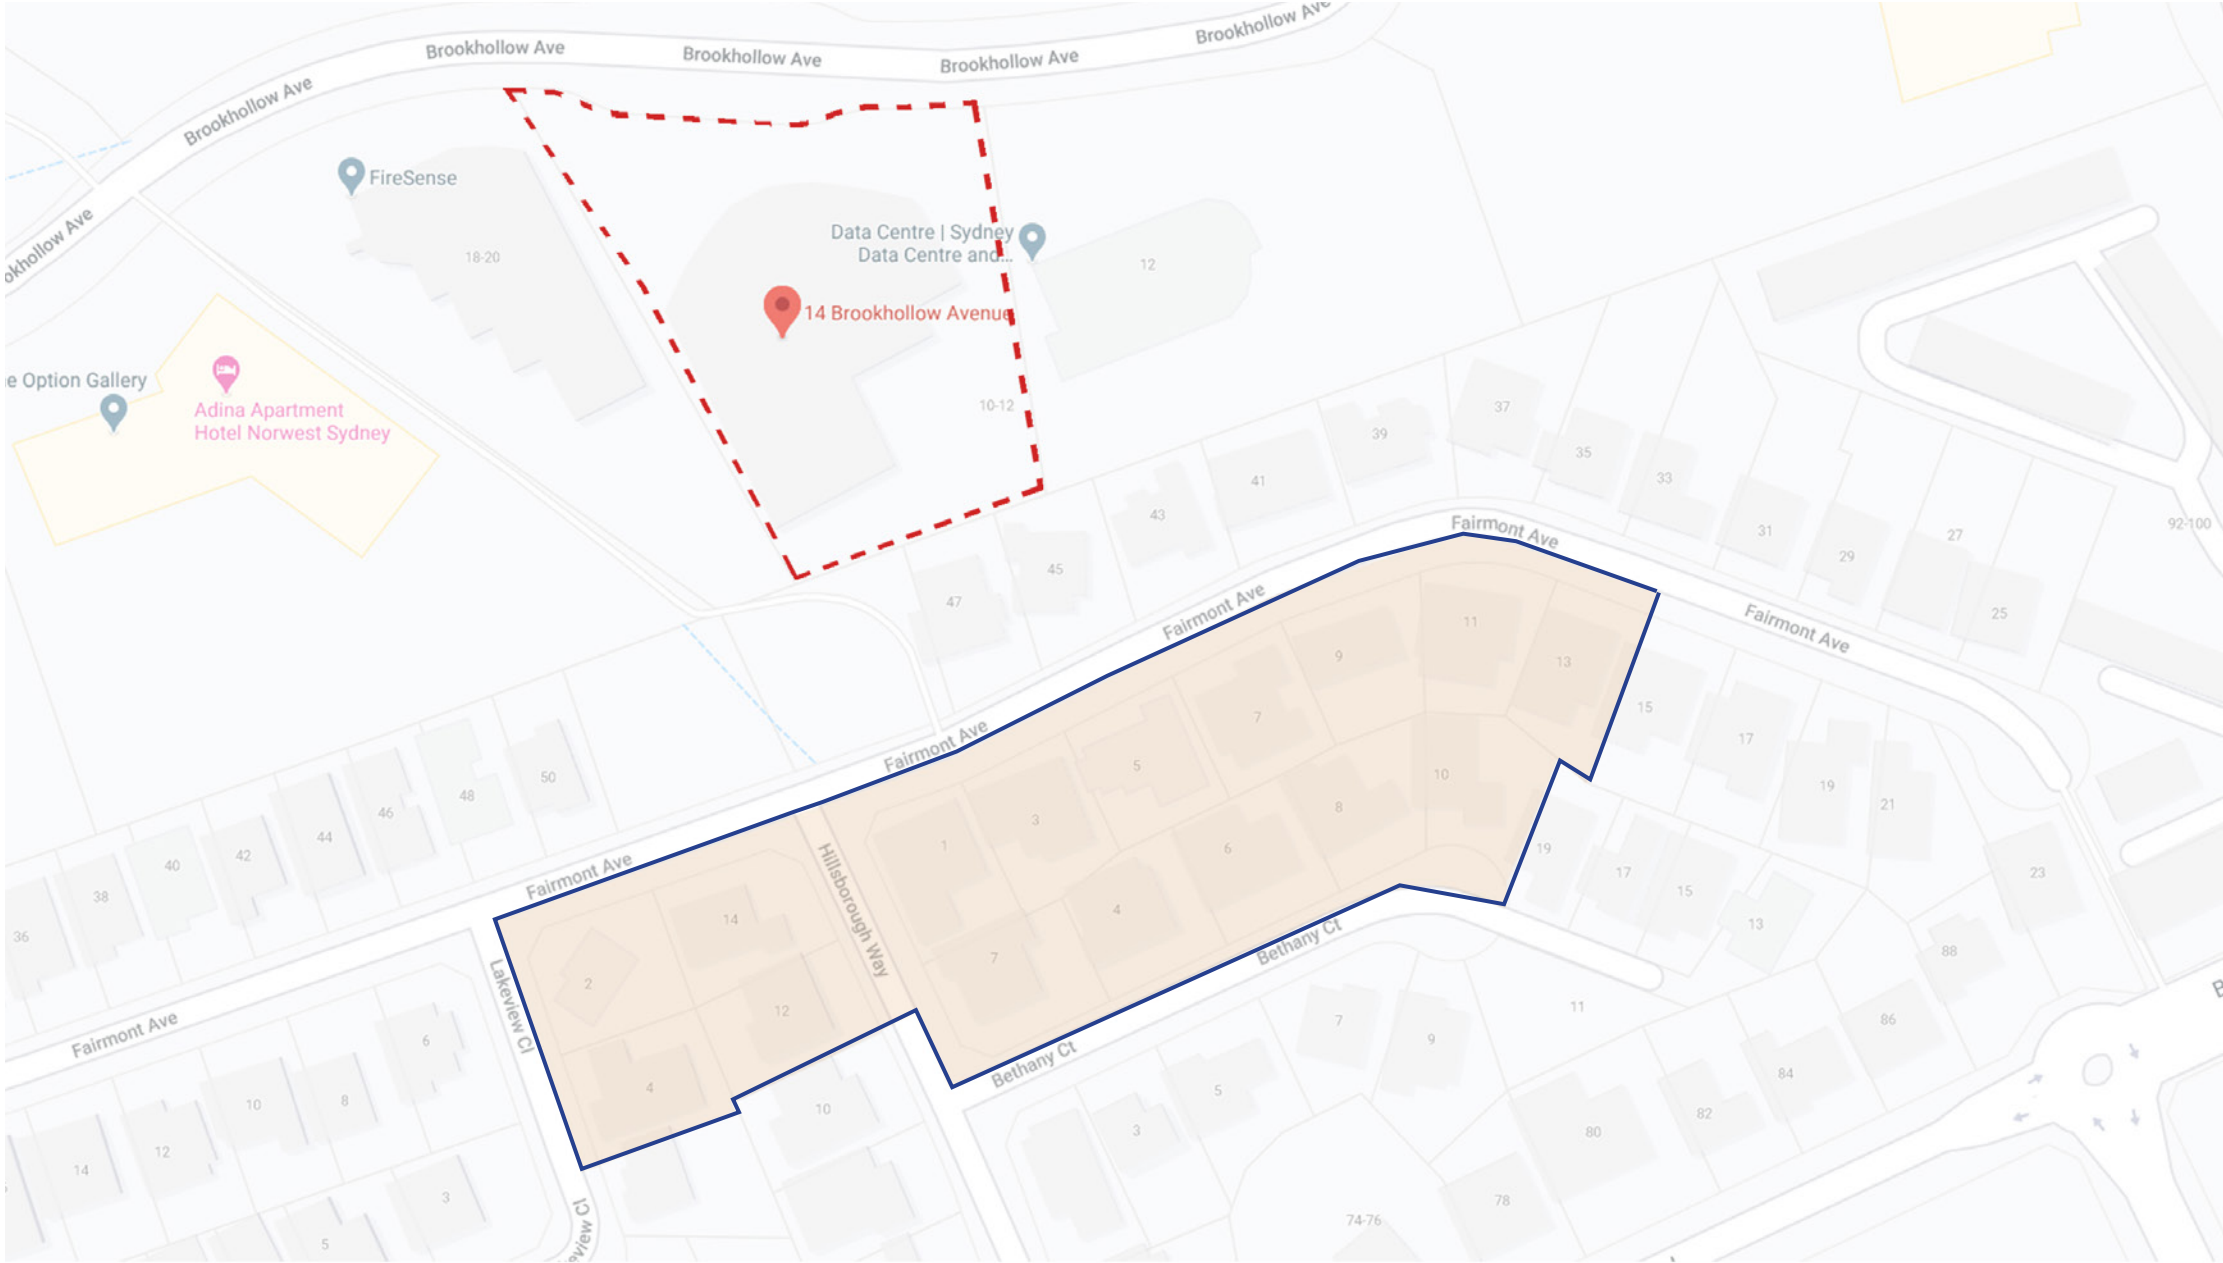 Brookhollow Ave
Brookhollow Ave
Brookhollow Ave
Brookhollow Ave
Brookhollow Ave
okhollow Ave
FireSense
18-20
Data Centre | Sydney
Data Centre and...
12
14 Brookhollow Avenue
10-12
e Option Gallery
Adina Apartment
Hotel Norwest Sydney
37
39
35
41
33
43
31
27
29
25
92-100
45
47
Fairmont Ave
Fairmont Ave
Fairmont Ave
Fairmont Ave
Fairmont Ave
Fairmont Ave
11
9
13
7
15
5
17
10
19
21
8
3
1
6
50
48
46
44
42
40
38
36
19
17
15
13
23
88
4
14
7
2
12
4
Hillsborough Way
Lakeview Cl
Bethany Ct
Bethany Ct
11
7
9
86
84
82
80
78
74-76
5
3
10
6
8
10
12
14
3
5
eview Cl